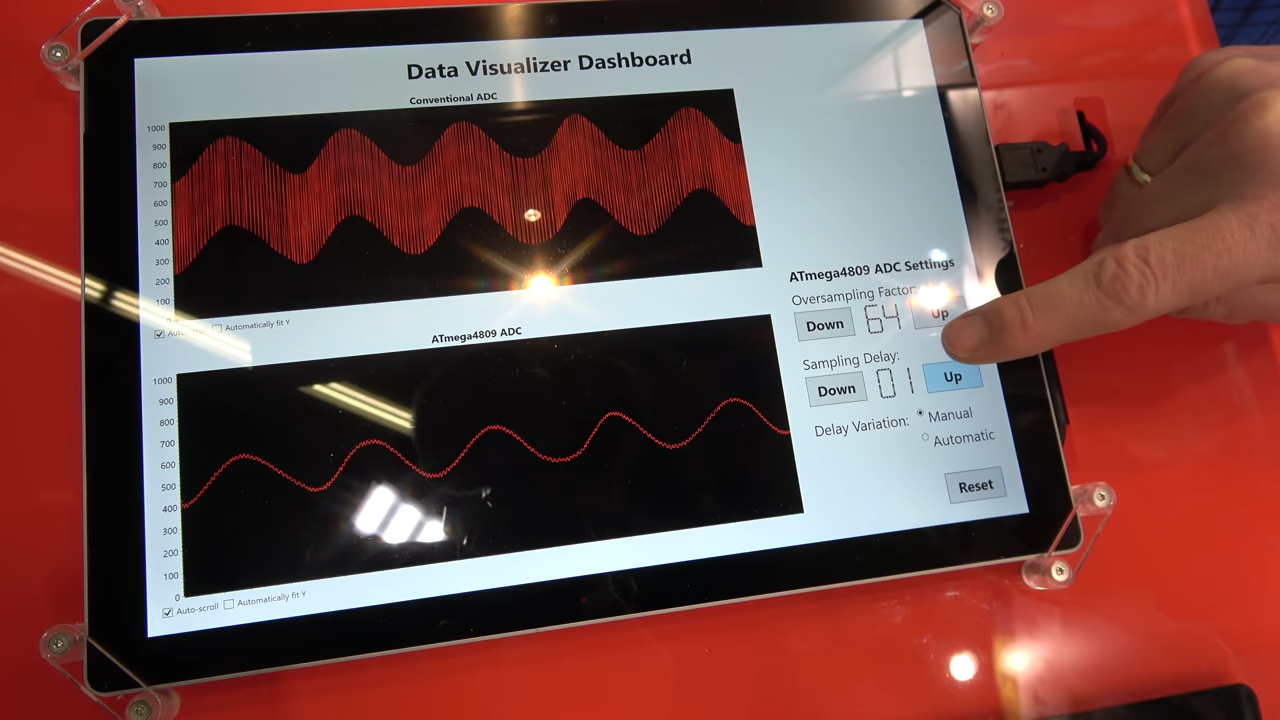 Data Visualizer Dashboard
Conventional ADC
1000
900
800
700
600
500
400
300
200
100
Automatically fit Y
ATmega4809 ADC
1000
900
800
700
600
500
400
300
200
100
0
Auto-scroll Automatically fit Y
ATmega4809 ADC Settings
Oversampling Factor:
Down 64 Up
Sampling Delay:
Down 01 Up
Delay Variation: Manual
Automatic
Reset